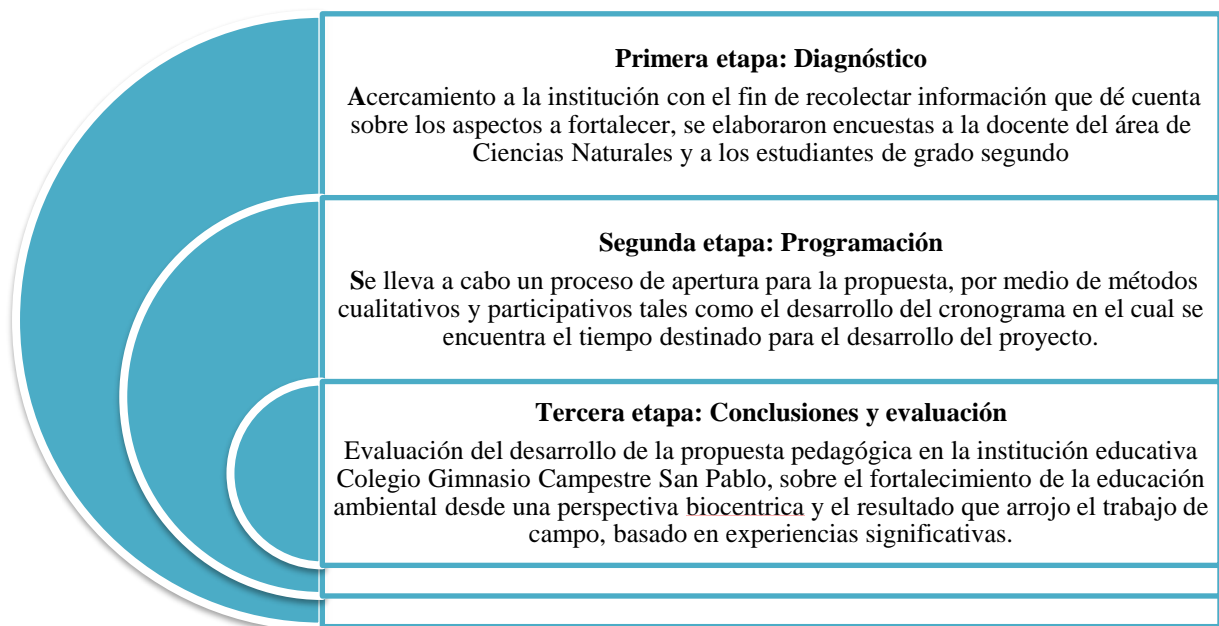 Primera etapa: Diagnóstico
Acercamiento a la institución con el fin de recolectar información que dé cuenta
sobre los aspectos a fortalecer, se elaboraron encuestas a la docente del área de
Ciencias Naturales y a los estudiantes de grado segundo
Segunda etapa: Programación
Se lleva a cabo un proceso de apertura para la propuesta, por medio de métodos
cualitativos y participativos tales como el desarrollo del cronograma en el cual se
encuentra el tiempo destinado para el desarrollo del proyecto.
Tercera etapa: Conclusiones y evaluación
Evaluación del desarrollo de la propuesta pedagógica en la institución educativa
Colegio Gimnasio Campestre San Pablo, sobre el fortalecimiento de la educación
ambiental desde una perspectiva biocentrica y el resultado que arrojo el trabajo de
campo, basado en experiencias significativas.